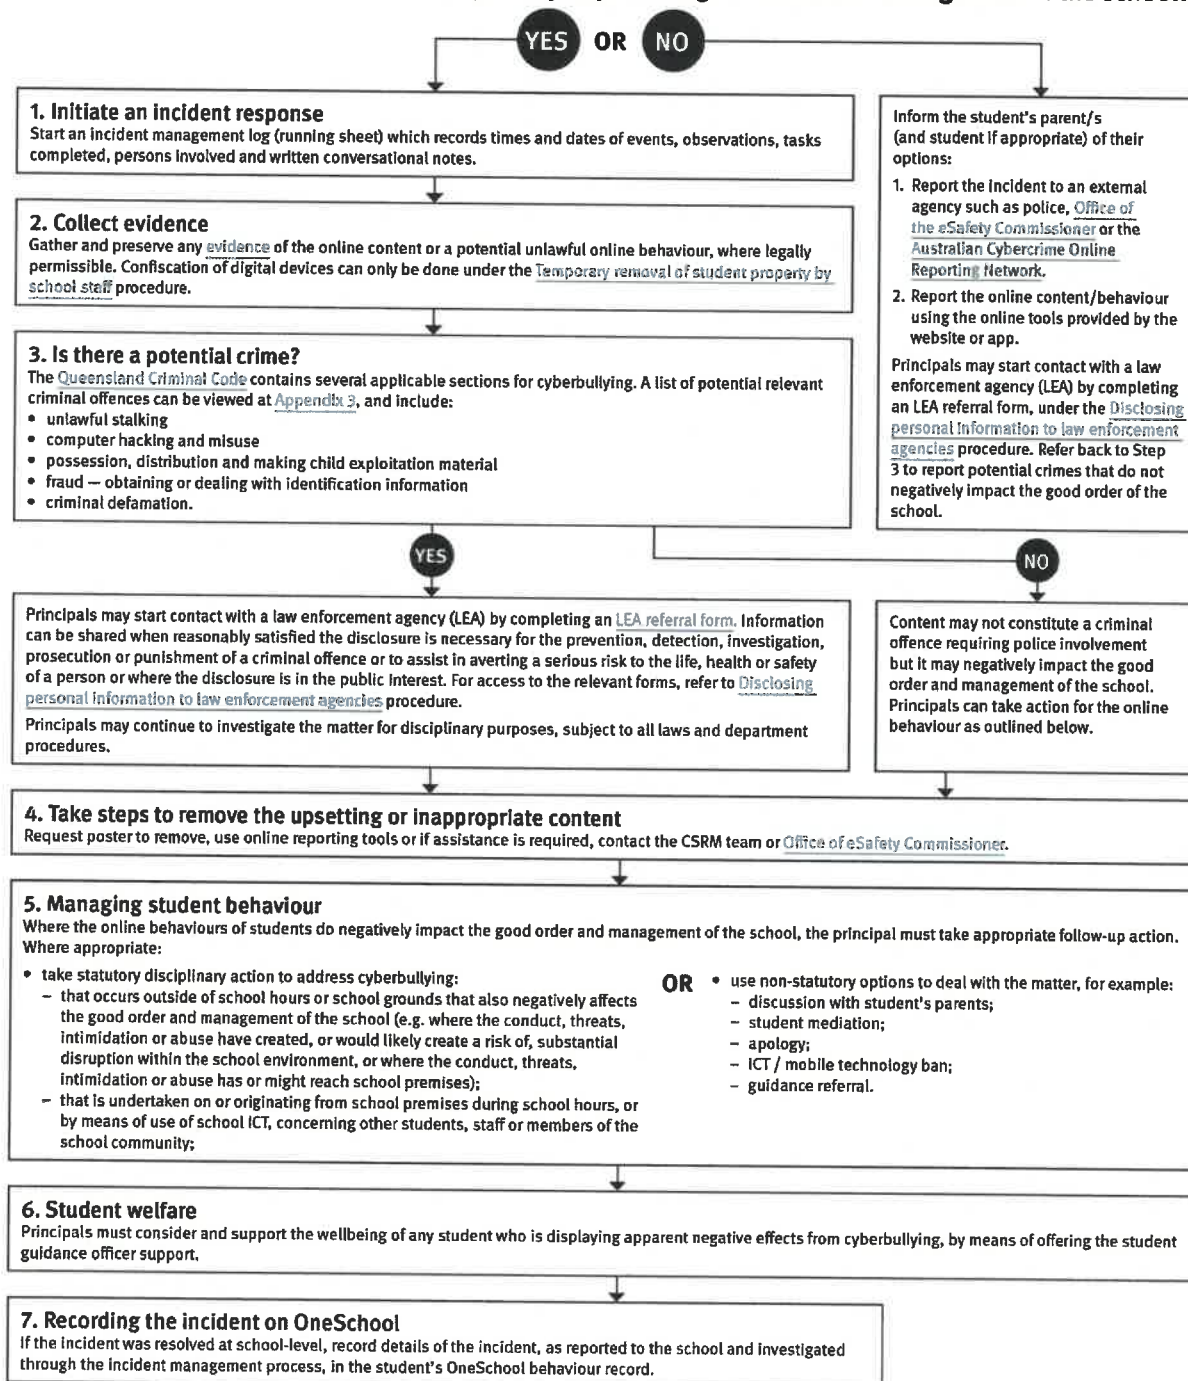 YES OR NO
1. Initiate an incident response
Start an incident management log (running sheet) which records times and dates of events, observations, tasks
completed, persons involved and written conversational notes.
Inform the student's parent/s
(and student if appropriate) of their
options:
1. Report the incident to an external
agency such as police, Office of
the eSafety Commissioner or the
Australian Cybercrime Online
Reporting Network.
2. Report the online content/behaviour
using the online tools provided by the
website or app.
Principals may start contact with a law
enforcement agency (LEA) by completing
an LEA referral form, under the Disclosing
personal information to law enforcement
agencies procedure. Refer back to Step
3 to report potential crimes that do not
negatively impact the good order of the
school.
2. Collect evidence
Gather and preserve any evidence of the online content or a potential unlawful online behaviour, where legally
permissible. Confiscation of digital devices can only be done under the Temporary removal of student property by
school staff procedure.
3. Is there a potential crime?
The Queensland Criminal Code contains several applicable sections for cyberbullying. A list of potential relevant
criminal offences can be viewed at Appendix 3, and include:
• unlawful stalking
• computer hacking and misuse
• possession, distribution and making child exploitation material
• fraud — obtaining or dealing with identification information
• criminal defamation.
YES
NO
Principals may start contact with a law enforcement agency (LEA) by completing an LEA referral form. Information
can be shared when reasonably satisfied the disclosure is necessary for the prevention, detection, investigation,
prosecution or punishment of a criminal offence or to assist in averting a serious risk to the life, health or safety
of a person or where the disclosure is in the public interest. For access to the relevant forms, refer to Disclosing
personal information to law enforcement agencies procedure.
Principals may continue to investigate the matter for disciplinary purposes, subject to all laws and department
procedures.
Content may not constitute a criminal
offence requiring police involvement
but it may negatively impact the good
order and management of the school.
Principals can take action for the online
behaviour as outlined below.
4. Take steps to remove the upsetting or inappropriate content
Request poster to remove, use online reporting tools or if assistance is required, contact the CSRM team or Office of eSafety Commissioner.
5. Managing student behaviour
Where the online behaviours of students do negatively impact the good order and management of the school, the principal must take appropriate follow-up action.
Where appropriate:
• take statutory disciplinary action to address cyberbullying:
– that occurs outside of school hours or school grounds that also negatively affects
the good order and management of the school (e.g. where the conduct, threats,
intimidation or abuse have created, or would likely create a risk of, substantial
disruption within the school environment, or where the conduct, threats,
intimidation or abuse has or might reach school premises);
– that is undertaken on or originating from school premises during school hours, or
by means of use of school ICT, concerning other students, staff or members of the
school community;
OR
• use non-statutory options to deal with the matter, for example:
– discussion with student's parents;
– student mediation;
– apology;
– ICT / mobile technology ban;
– guidance referral.
6. Student welfare
Principals must consider and support the wellbeing of any student who is displaying apparent negative effects from cyberbullying, by means of offering the student
guidance officer support.
7. Recording the incident on OneSchool
If the incident was resolved at school-level, record details of the incident, as reported to the school and investigated
through the incident management process, in the student's OneSchool behaviour record.